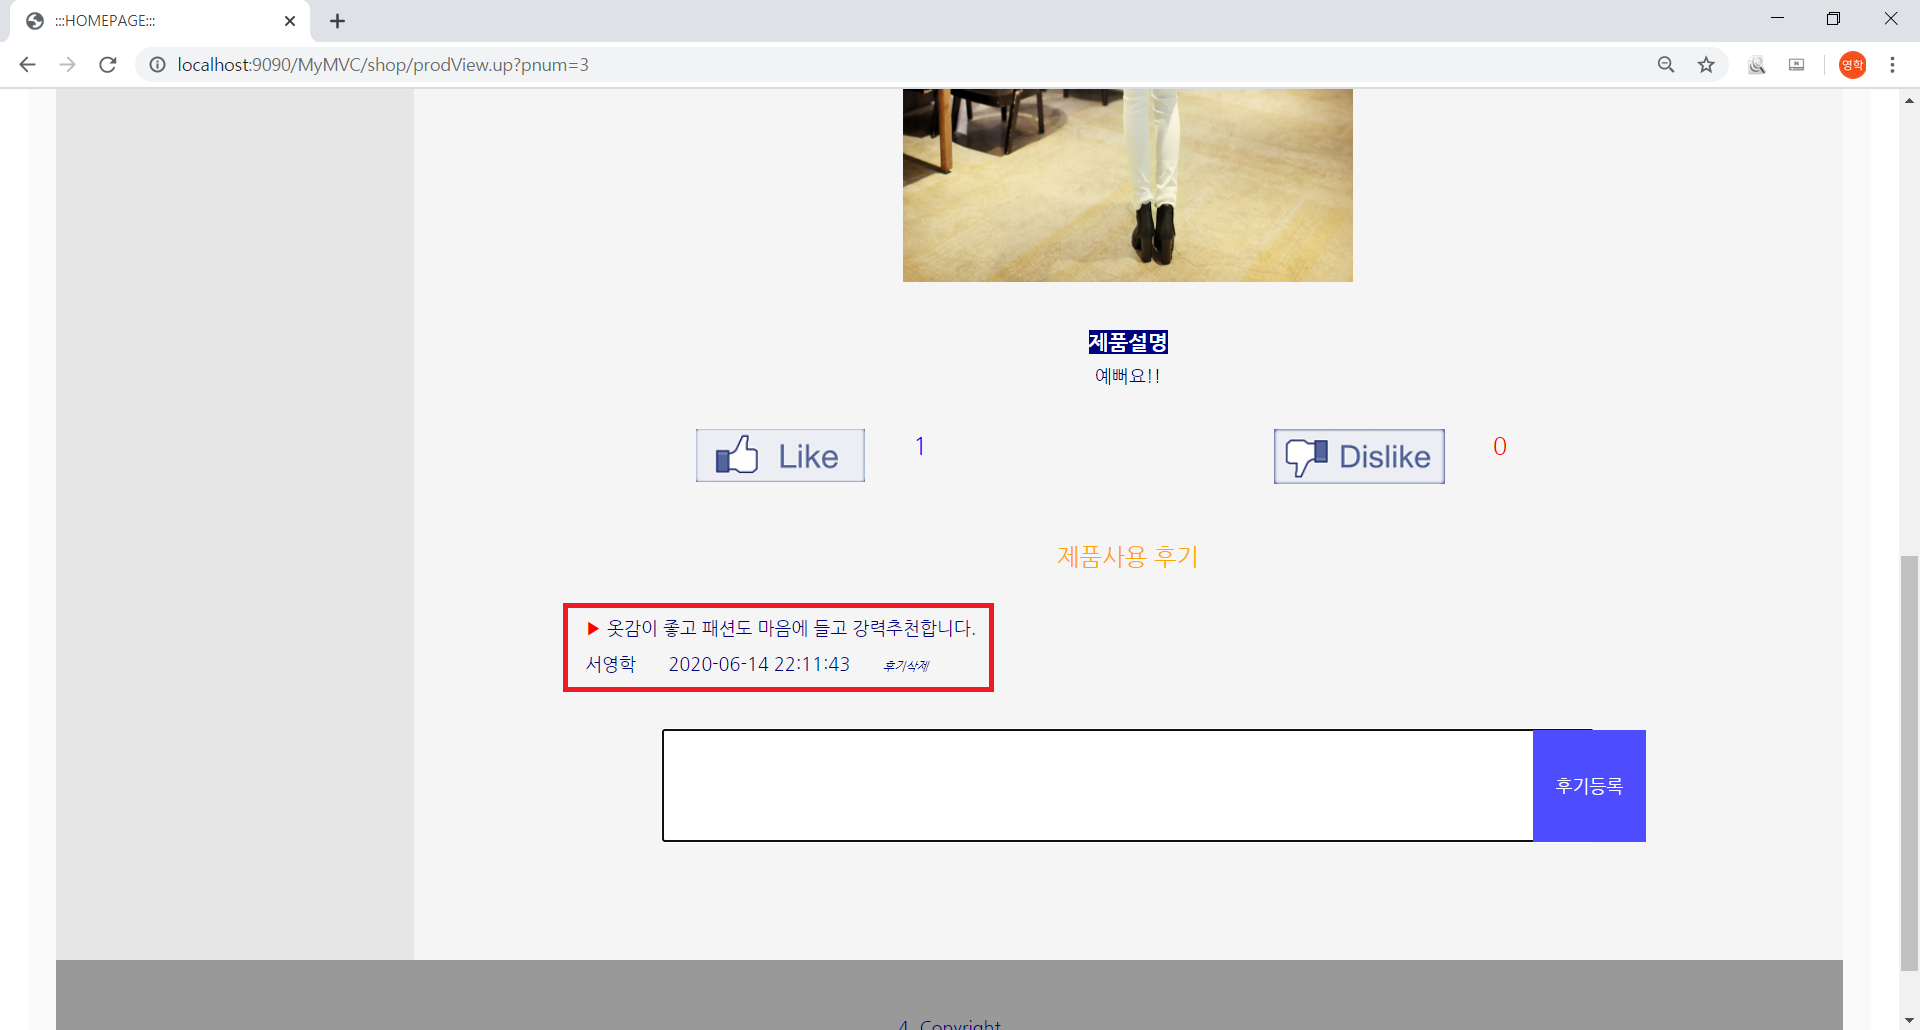 :::HOMEPAGE:::
localhost:9090/MyMVC/shop/prodView.up?pnum=3
영학
제품설명
예뻐요!!
Like 1 Dislike 0
제품사용 후기
▶ 옷감이 좋고 패션도 마음에 들고 강력추천합니다.
서영학 2020-06-14 22:11:43 후기삭제
후기등록
4. Copyright